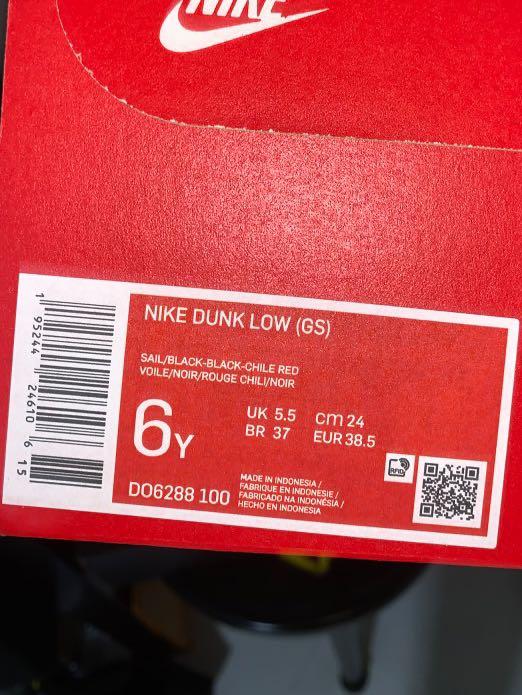 NIKE
NIKE DUNK LOW (GS)
SAIL/BLACK-BLACK-CHILE RED
VOILE/NOIR/ROUGE CHILI/NOIR
6Y
UK 5.5 cm 24
BR 37 EUR 38.5
DO6288 100
MADE IN INDONESIA /
FABRIQUE EN INDONESIE /
FABRICADO NA INDONÉSIA /
HECHO EN INDONESIA
RFID
1 95244 24610 6 15